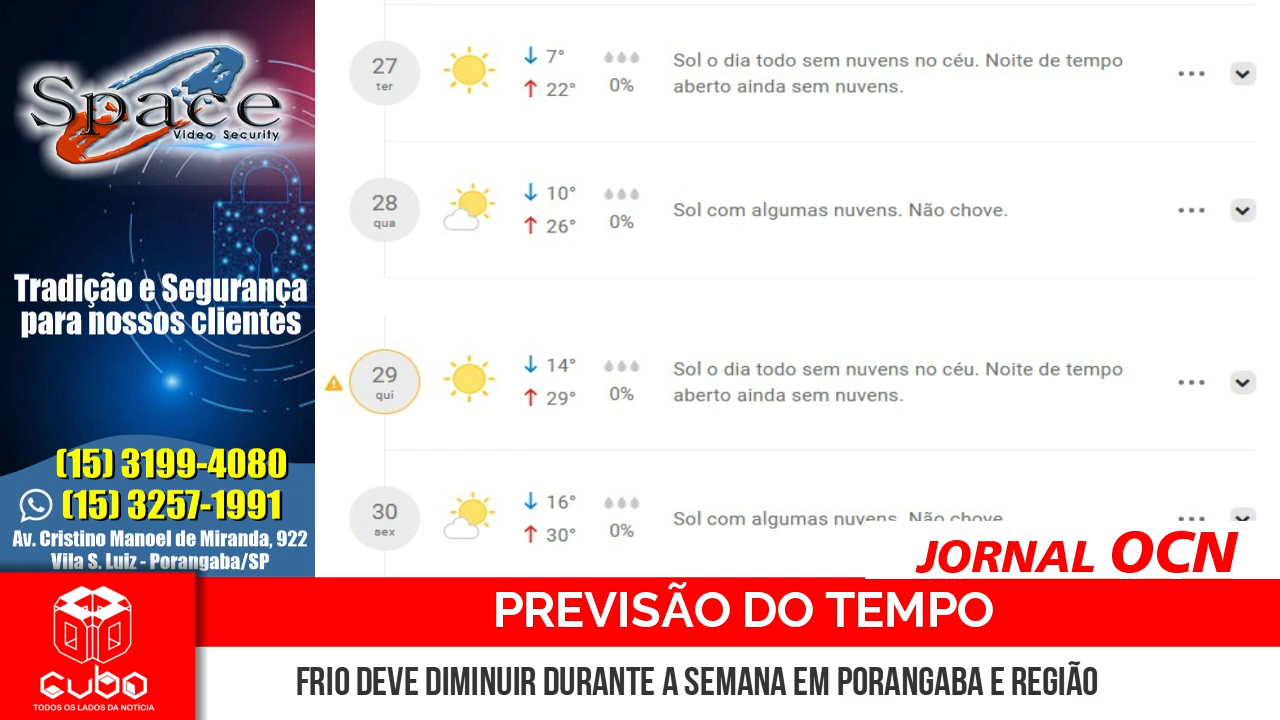 Space
Video Security
Tradição e Segurança
para nossos clientes
(15) 3199-4080
(15) 3257-1991
Av. Cristino Manoel de Miranda, 922
Vila S. Luiz - Porangaba/SP
27
ter
↓ 7°
↑ 22°
0%
Sol o dia todo sem nuvens no céu. Noite de tempo
aberto ainda sem nuvens.
28
qua
↓ 10°
↑ 26°
0%
Sol com algumas nuvens. Não chove.
29
qui
↓ 14°
↑ 29°
0%
Sol o dia todo sem nuvens no céu. Noite de tempo
aberto ainda sem nuvens.
30
sex
↓ 16°
↑ 30°
0%
Sol com algumas nuvens. Não chove.
JORNAL OCN
PREVISÃO DO TEMPO
FRIO DEVE DIMINUIR DURANTE A SEMANA EM PORANGABA E REGIÃO
CUBO
TODOS OS LADOS DA NOTÍCIA